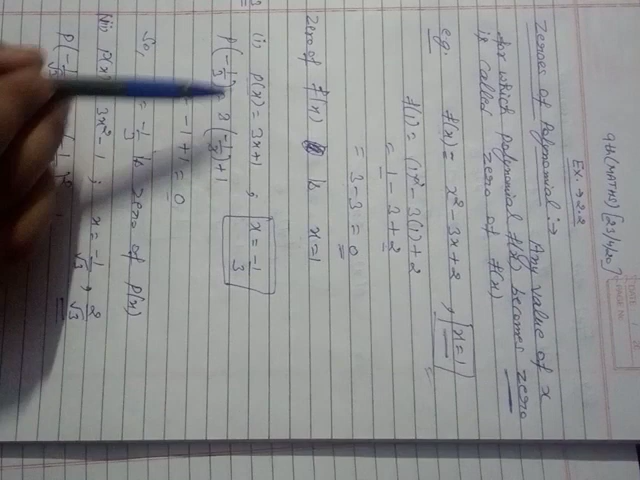 9th (MATHS) [23/4/20]
DATE
PAGE No.
Ex. → 2.2
Zeroes of Polynomial :→ Any value of x
for which polynomial f(x) becomes zero
is called zero of f(x)
eg. f(x) = x² - 3x + 2 , x = 1
f(1) = (1)² - 3(1) + 2
= 1 - 3 + 2
= 3 - 3 = 0
Zero of f(x) is x = 1
(i) p(x) = 3x + 1 ; x = -1/3
P(-1/3) = 3(-1/3) + 1
= -1 + 1 = 0
So, -1/3 is zero of p(x)
p(x) 3x² - 1 ; x = -1/√3 , 2/√3
P(-1/√3)